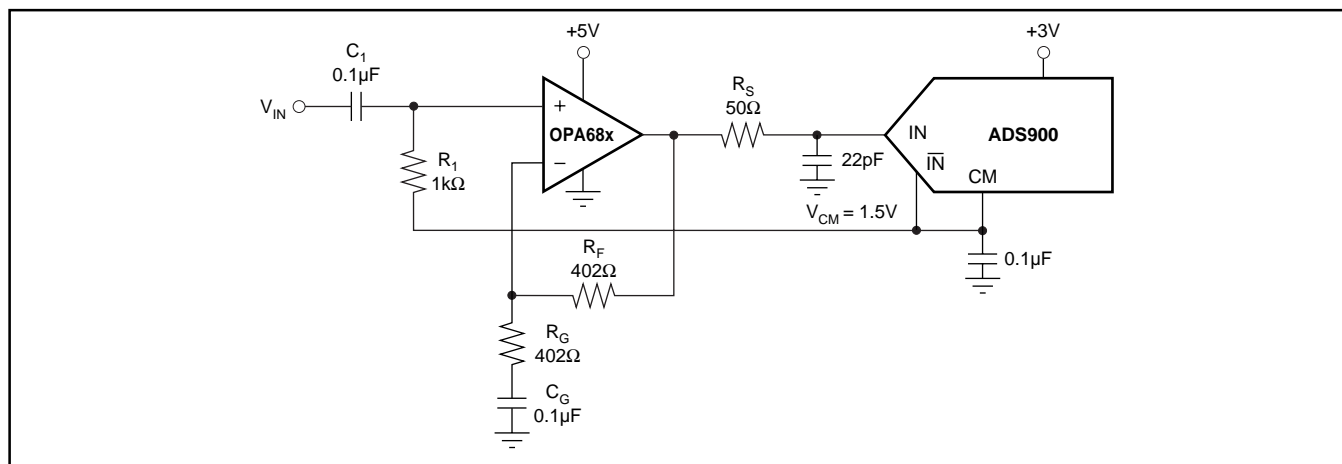 +5V
+3V
C1
0.1µF
RS
50Ω
VIN
+
OPA68x
–
IN
ADS900
IN
CM
R1
1kΩ
22pF
VCM = 1.5V
RF
402Ω
0.1µF
RG
402Ω
CG
0.1µF